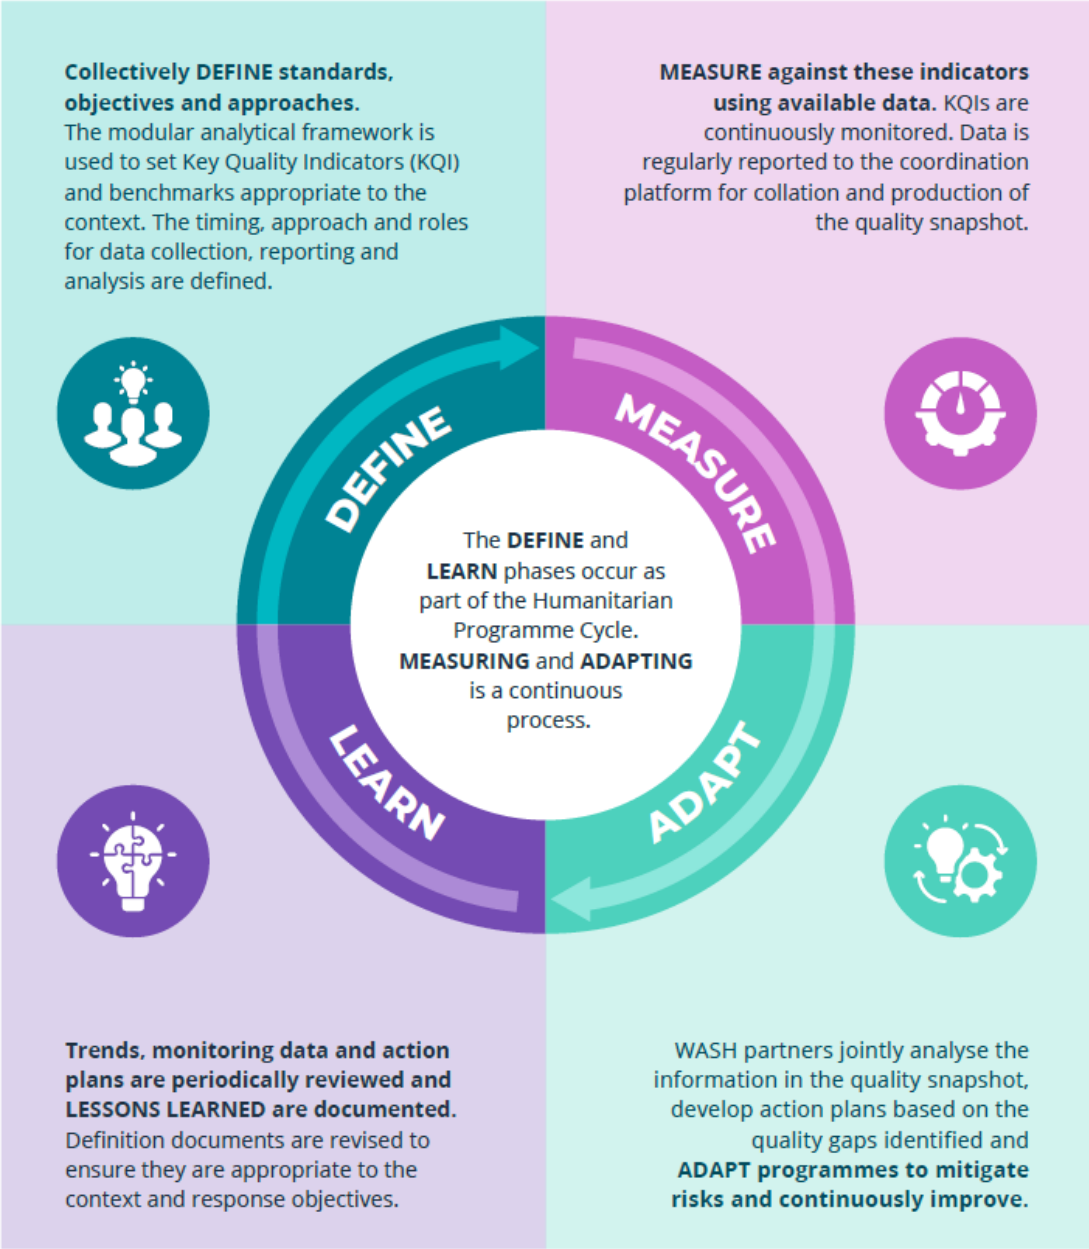 Collectively DEFINE standards,
objectives and approaches.
The modular analytical framework is
used to set Key Quality Indicators (KQI)
and benchmarks appropriate to the
context. The timing, approach and roles
for data collection, reporting and
analysis are defined.
MEASURE against these indicators
using available data. KQIs are
continuously monitored. Data is
regularly reported to the coordination
platform for collation and production of
the quality snapshot.
DEFINE
MEASURE
The DEFINE and
LEARN phases occur as
part of the Humanitarian
Programme Cycle.
MEASURING and ADAPTING
is a continuous
process.
LEARN
ADAPT
Trends, monitoring data and action
plans are periodically reviewed and
LESSONS LEARNED are documented.
Definition documents are revised to
ensure they are appropriate to the
context and response objectives.
WASH partners jointly analyse the
information in the quality snapshot,
develop action plans based on the
quality gaps identified and
ADAPT programmes to mitigate
risks and continuously improve.